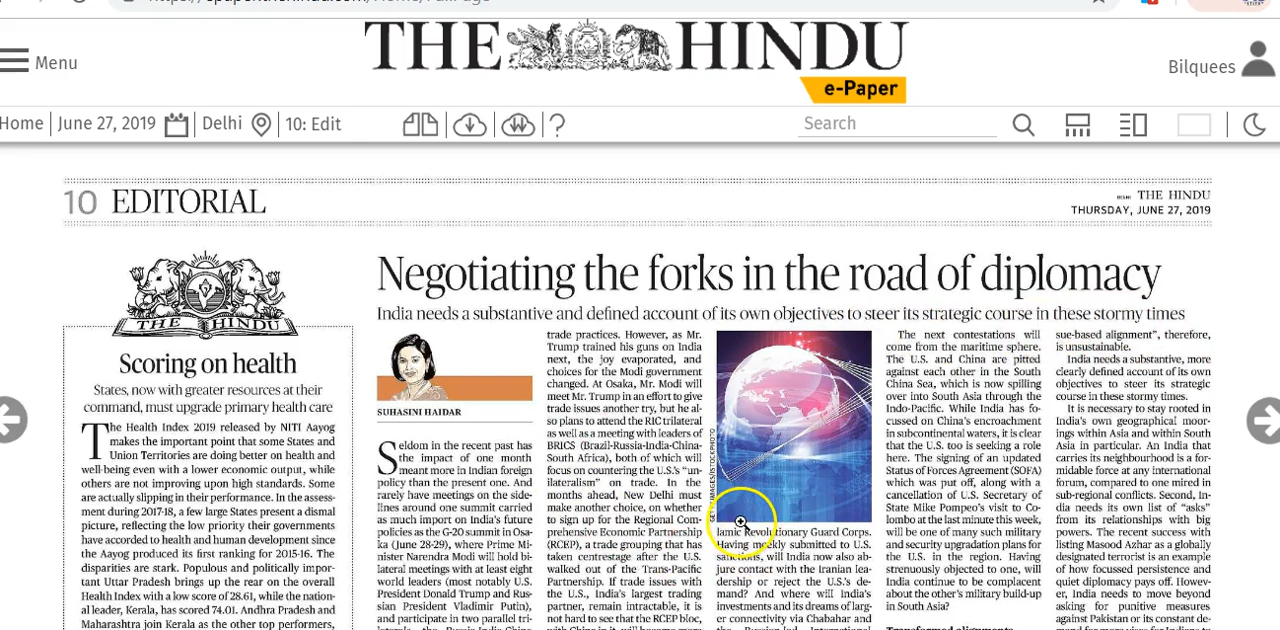 THE HINDU
e-Paper
Menu
Bilquees
Home
June 27, 2019
Delhi
10: Edit
?
Search
10 EDITORIAL
THE HINDU
THURSDAY, JUNE 27, 2019
THE HINDU
Scoring on health
States, now with greater resources at their
command, must upgrade primary health care
The Health Index 2019 released by NITI Aayog
makes the important point that some States and
Union Territories are doing better on health and
well-being even with a lower economic output, while
others are not improving upon high standards. Some
are actually slipping in their performance. In the assess-
ment during 2017-18, a few large States present a dismal
picture, reflecting the low priority their governments
have accorded to health and human development since
the Aayog produced its first ranking for 2015-16. The
disparities are stark. Populous and politically impor-
tant Uttar Pradesh brings up the rear on the overall
Health Index with a low score of 28.61, while the nation-
al leader, Kerala, has scored 74.01. Andhra Pradesh and
Maharashtra join Kerala as the other top performers,
Negotiating the forks in the road of diplomacy
India needs a substantive and defined account of its own objectives to steer its strategic course in these stormy times
SUHASINI HAIDAR
Seldom in the recent past has
the impact of one month
meant more in Indian foreign
policy than the present one. And
rarely have meetings on the side-
lines around one summit carried
as much import on India's future
policies as the G-20 summit in Osa-
ka (June 28-29), where Prime Mi-
nister Narendra Modi will hold bi-
lateral meetings with at least eight
world leaders (most notably U.S.
President Donald Trump and Rus-
sian President Vladimir Putin),
and participate in two parallel tri-
trade practices. However, as Mr.
Trump trained his guns on India
next, the joy evaporated, and
choices for the Modi government
changed. At Osaka, Mr. Modi will
meet Mr. Trump in an effort to give
trade issues another try, but he al-
so plans to attend the RIC trilateral
as well as a meeting with leaders of
BRICS (Brazil-Russia-India-China-
South Africa), both of which will
focus on countering the U.S.'s "un-
ilateralism" on trade. In the
months ahead, New Delhi must
make another choice, on whether
to sign up for the Regional Com-
prehensive Economic Partnership
(RCEP), a trade grouping that has
taken centrestage after the U.S.
walked out of the Trans-Pacific
Partnership. If trade issues with
the U.S., India's largest trading
partner, remain intractable, it is
not hard to see that the RCEP bloc,
with China in it, will become more
IMAGES/ISTOCKPHOTO
lamic Revolutionary Guard Corps.
Having meekly submitted to U.S.
sanctions, will India now also ab-
jure contact with the Iranian lea-
dership or reject the U.S.'s de-
mand? And where will India's
investments and its dreams of larg-
er connectivity via Chabahar and
the Russian-led International
The next contestations will
come from the maritime sphere.
The U.S. and China are pitted
against each other in the South
China Sea, which is now spilling
over into South Asia through the
Indo-Pacific. While India has fo-
cussed on China's encroachment
in subcontinental waters, it is clear
that the U.S. too is seeking a role
here. The signing of an updated
Status of Forces Agreement (SOFA)
which was put off, along with a
cancellation of U.S. Secretary of
State Mike Pompeo's visit to Co-
lombo at the last minute this week,
will be one of many such military
and security upgradation plans for
the U.S. in the region. Having
strenuously objected to one, will
India continue to be complacent
about the other's military build-up
in South Asia?
Transformed alignments
sue-based alignment", therefore,
is unsustainable.
India needs a substantive, more
clearly defined account of its own
objectives to steer its strategic
course in these stormy times.
It is necessary to stay rooted in
India's own geographical moor-
ings within Asia and within South
Asia in particular. An India that
carries its neighbourhood is a for-
midable force at any international
forum, compared to one mired in
sub-regional conflicts. Second, In-
dia needs its own list of "asks"
from its relationships with big
powers. The recent success with
listing Masood Azhar as a globally
designated terrorist is an example
of how focussed persistence and
quiet diplomacy pays off. Howev-
er, India needs to move beyond
asking for punitive measures
against Pakistan or its constant de-